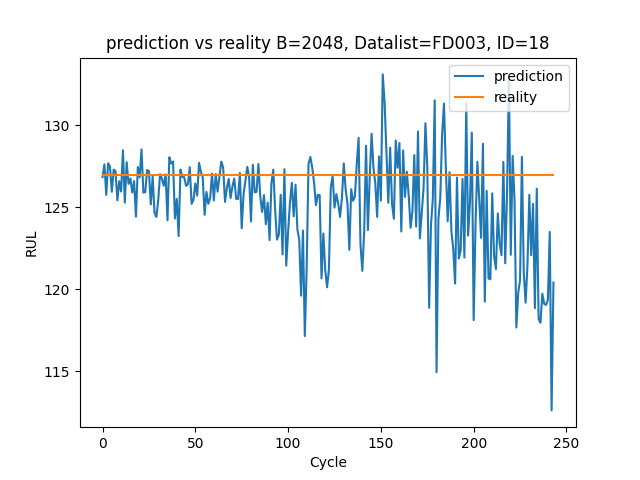 prediction vs reality B=2048, Datalist=FD003, ID=18
prediction
reality
130
125
120
115
RUL
0 50 100 150 200 250
Cycle